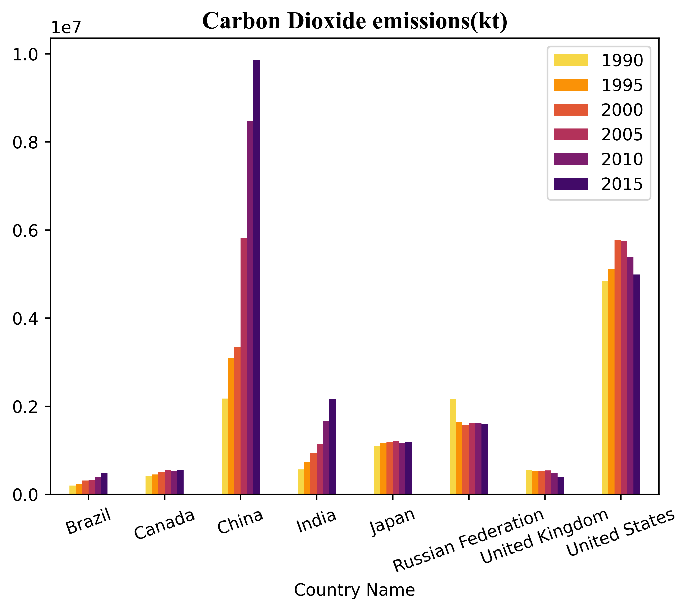 Carbon Dioxide emissions(kt)
1e7
1.0
0.8
0.6
0.4
0.2
0.0
1990
1995
2000
2005
2010
2015
Brazil
Canada
China
India
Japan
Russian Federation
United Kingdom
United States
Country Name